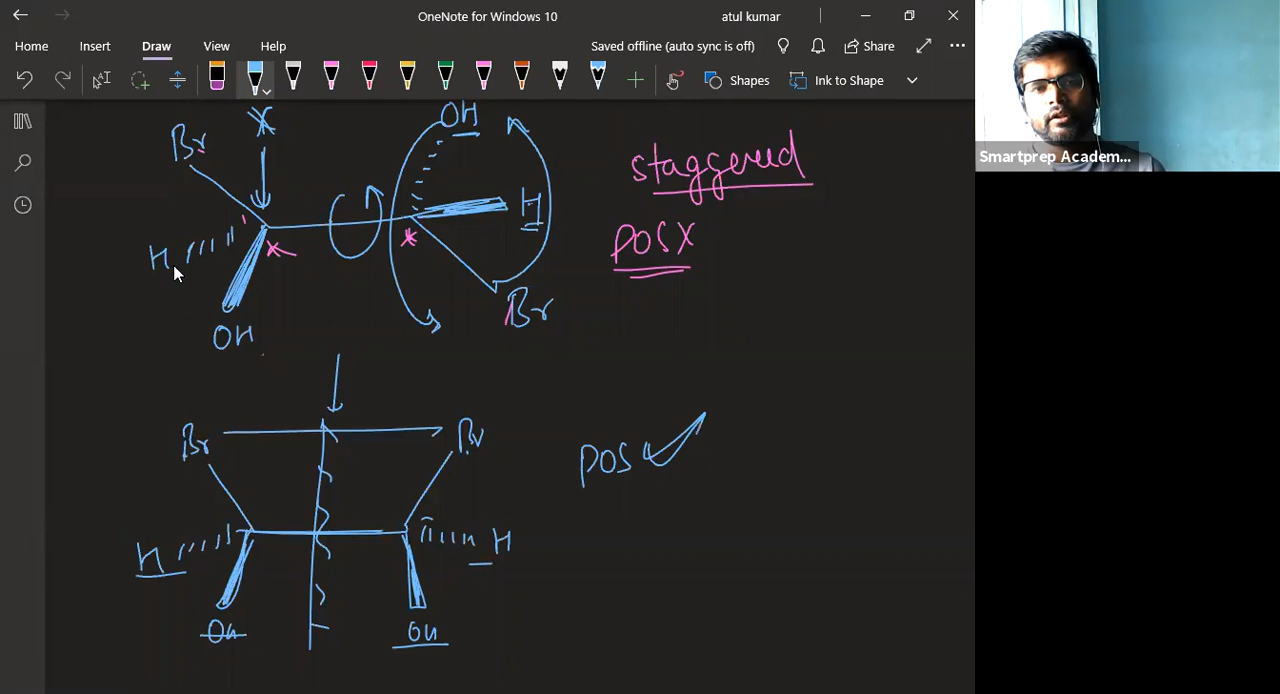 OneNote for Windows 10
atul kumar
Home Insert Draw View Help
Saved offline (auto sync is off)
Share
Shapes
Ink to Shape
Smartprep Academ...
X
OH
Br
staggered
H
POS X
H
OH
Br
Br
Br
POS
H
H
OH
OH